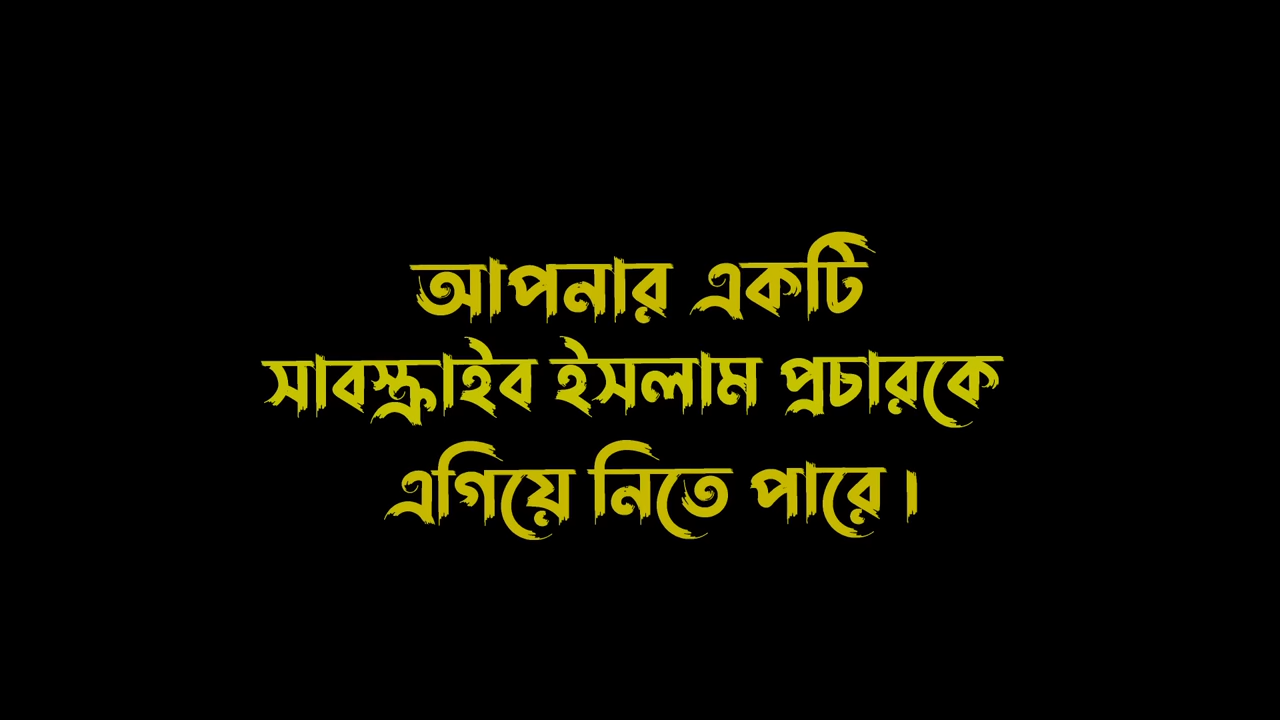 আপনার একটি
সাবস্ক্রাইব ইসলাম প্রচারকে
এগিয়ে নিতে পারে।